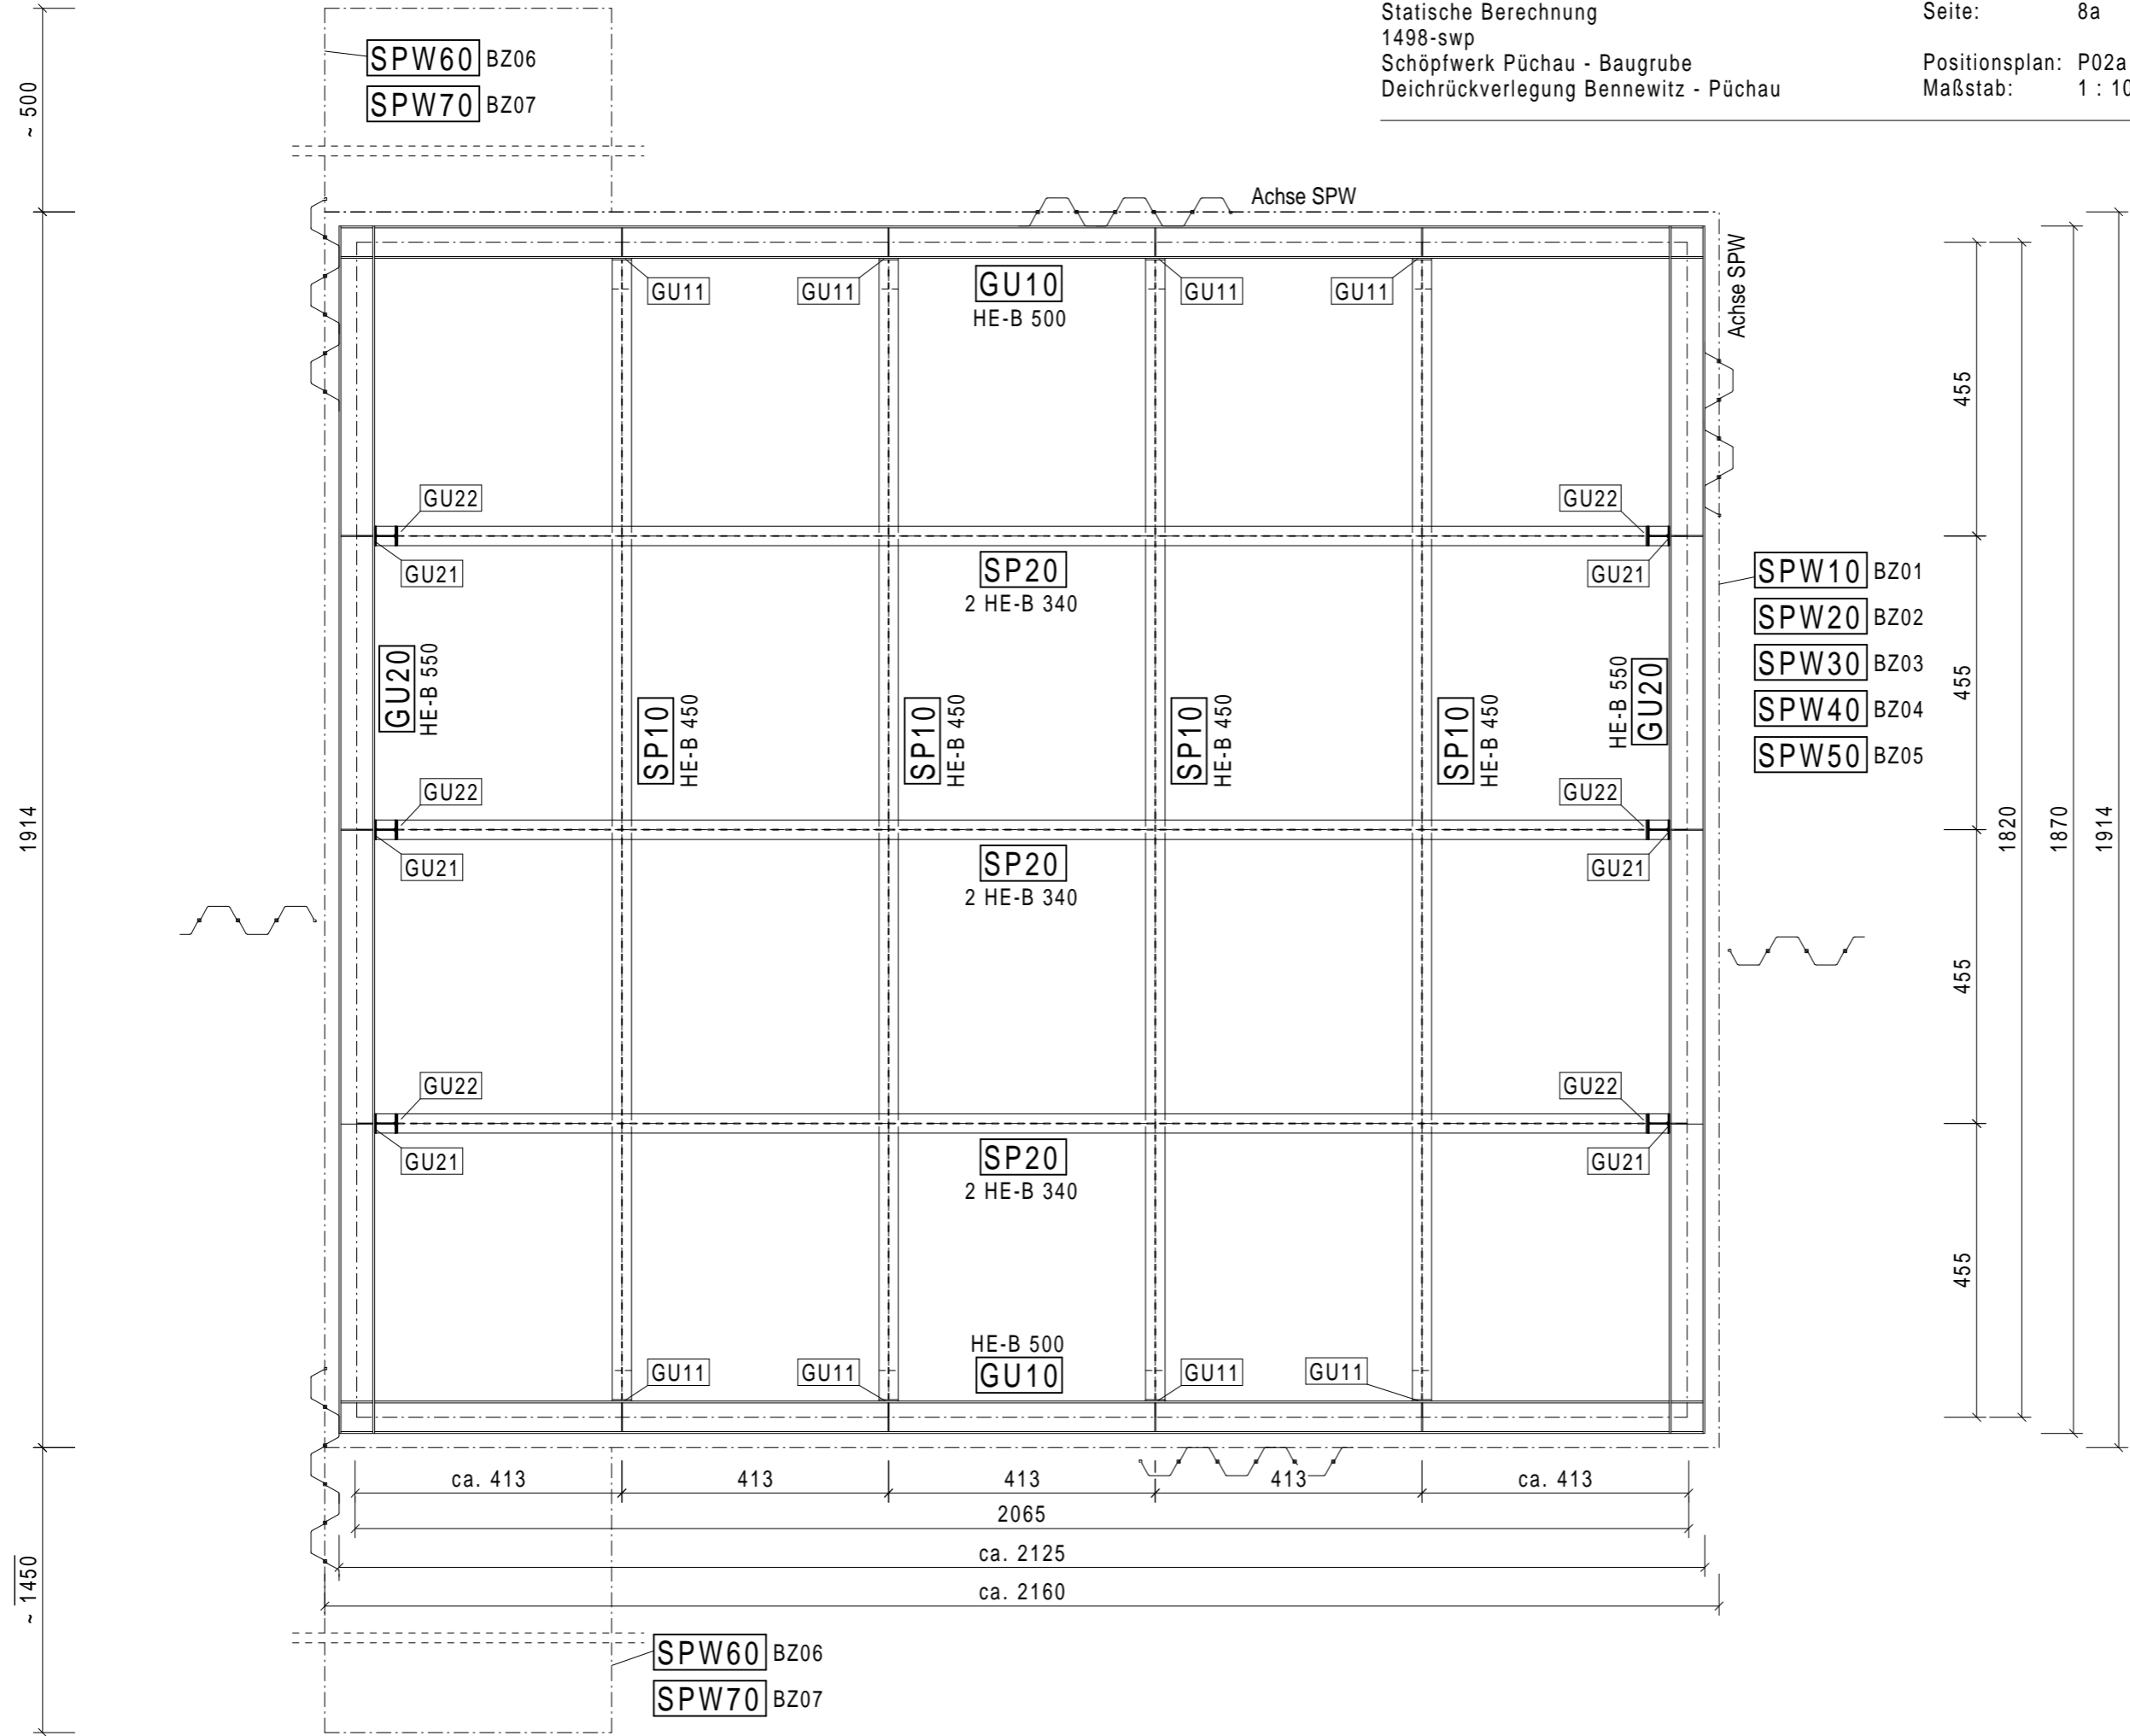 Statische Berechnung
Seite: 8a
1498-swp
Schöpfwerk Püchau - Baugrube
Positionsplan: P02a
Deichrückverlegung Bennewitz - Püchau
Maßstab: 1 : 10
SPW60 BZ06
SPW70 BZ07
~ 500
Achse SPW
Achse SPW
GU11
GU11
GU10
GU11
GU11
HE-B 500
455
GU22
GU22
GU21
SP20
GU21
2 HE-B 340
SPW10 BZ01
SPW20 BZ02
SPW30 BZ03
SPW40 BZ04
SPW50 BZ05
GU20
HE-B 550
SP10
HE-B 450
SP10
HE-B 450
SP10
HE-B 450
SP10
HE-B 450
HE-B 550
GU20
455
1914
GU22
GU22
1820
1870
1914
GU21
SP20
GU21
2 HE-B 340
455
GU22
GU22
GU21
SP20
GU21
2 HE-B 340
455
HE-B 500
GU11
GU11
GU10
GU11
GU11
ca. 413
413
413
413
ca. 413
2065
ca. 2125
ca. 2160
~ 1450
SPW60 BZ06
SPW70 BZ07